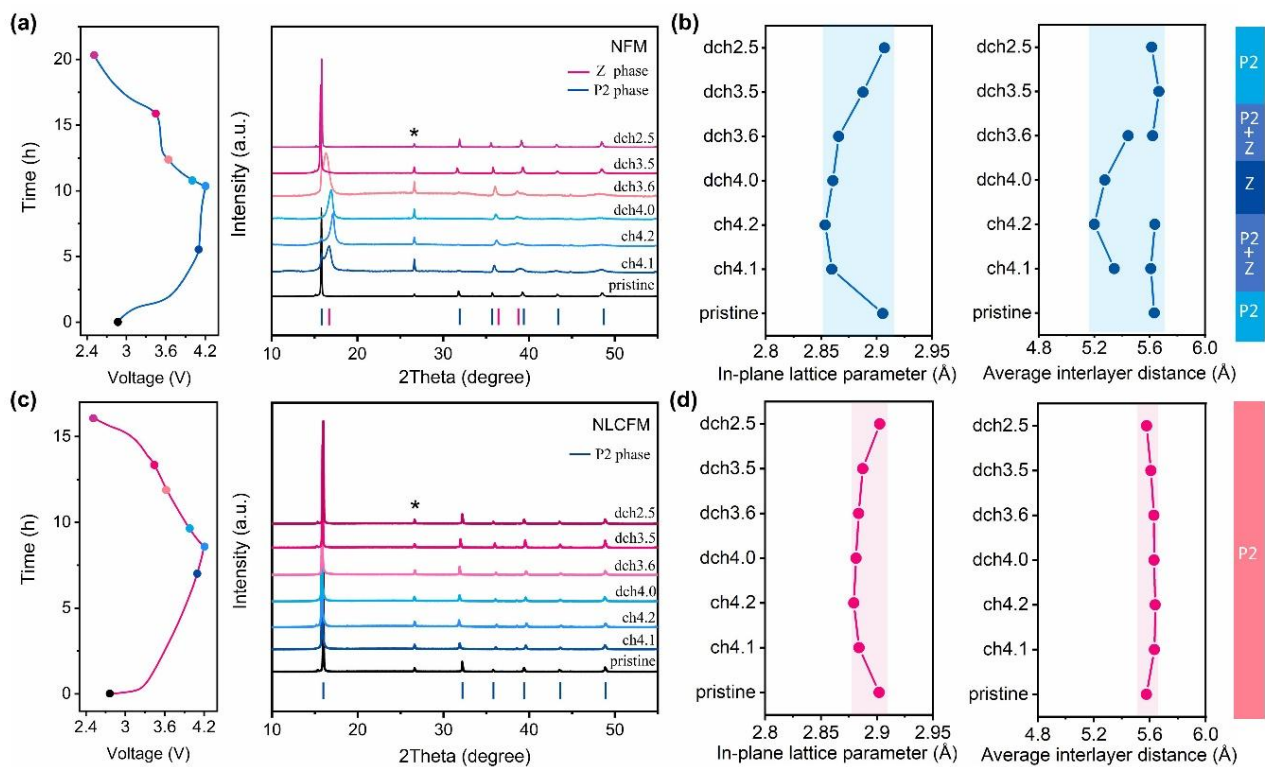 (a)
20
15
10
5
0
Time (h)
2.4 3.0 3.6 4.2
Voltage (V)
Intensity (a.u.)
NFM
Z phase
P2 phase
*
dch2.5
dch3.5
dch3.6
dch4.0
ch4.2
ch4.1
pristine
10 20 30 40 50
2Theta (degree)
(b)
dch2.5
dch3.5
dch3.6
dch4.0
ch4.2
ch4.1
pristine
2.8 2.85 2.9 2.95
In-plane lattice parameter (Å)
dch2.5
dch3.5
dch3.6
dch4.0
ch4.2
ch4.1
pristine
4.8 5.2 5.6 6.0
Average interlayer distance (Å)
P2
P2+Z
Z
P2+Z
P2
(c)
15
10
5
0
Time (h)
2.4 3.0 3.6 4.2
Voltage (V)
Intensity (a.u.)
NLCFM
P2 phase
*
dch2.5
dch3.5
dch3.6
dch4.0
ch4.2
ch4.1
pristine
10 20 30 40 50
2Theta (degree)
(d)
dch2.5
dch3.5
dch3.6
dch4.0
ch4.2
ch4.1
pristine
2.8 2.85 2.9 2.95
In-plane lattice parameter (Å)
dch2.5
dch3.5
dch3.6
dch4.0
ch4.2
ch4.1
pristine
4.8 5.2 5.6 6.0
Average interlayer distance (Å)
P2